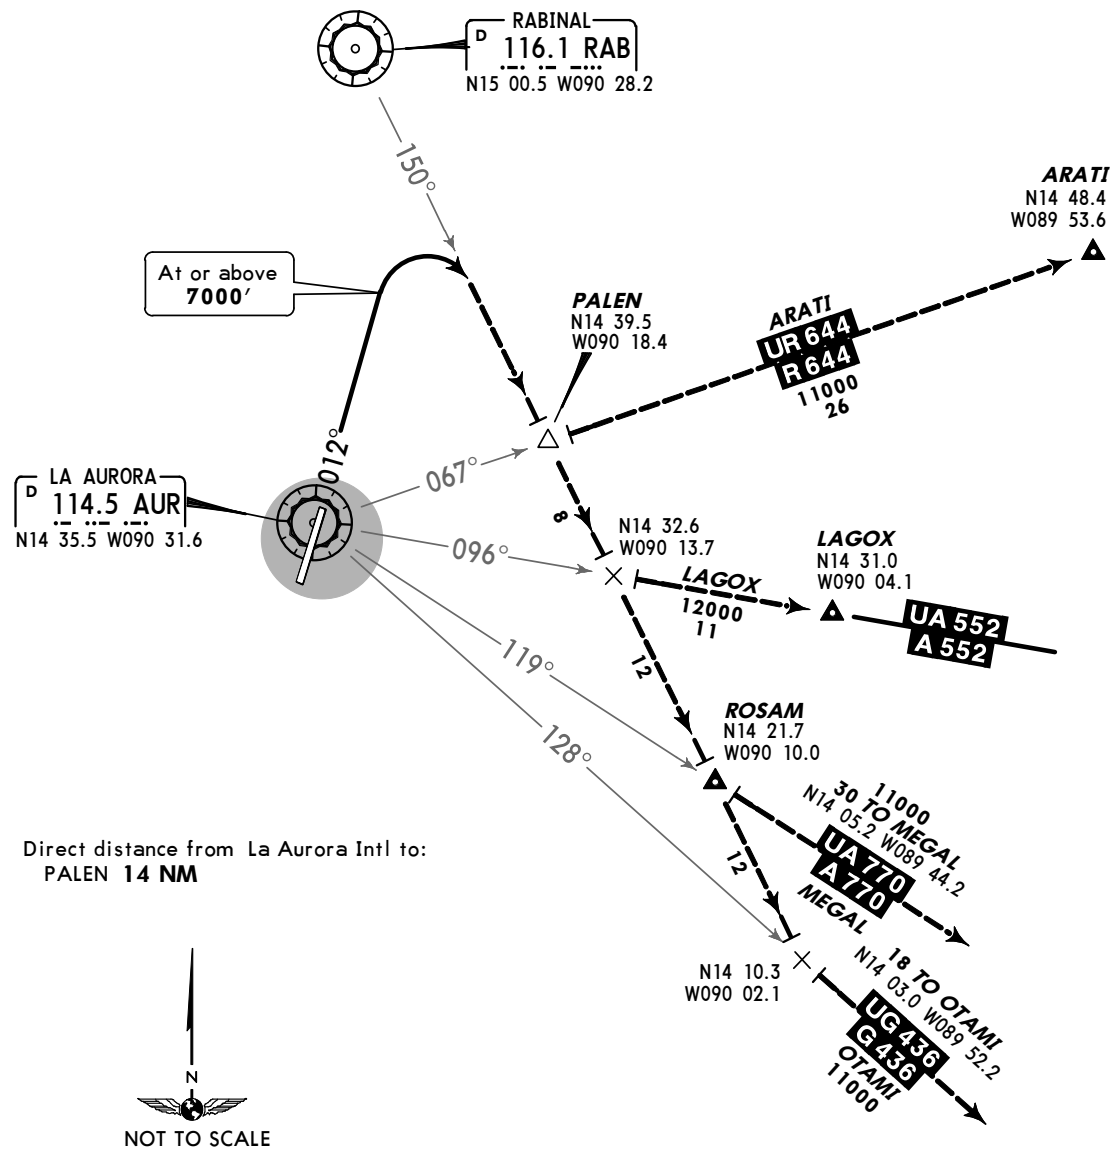 RABINAL
D 116.1 RAB
N15 00.5 W090 28.2
150°
ARATI
N14 48.4
W089 53.6
At or above
7000'
PALEN
N14 39.5
W090 18.4
ARATI
UR 644
R 644
11000
26
012°
LA AURORA
D 114.5 AUR
N14 35.5 W090 31.6
067°
8
096°
N14 32.6
W090 13.7
LAGOX
N14 31.0
W090 04.1
LAGOX
12000
11
UA 552
A 552
119°
12
128°
ROSAM
N14 21.7
W090 10.0
11000
30 TO MEGAL
N14 05.2 W089 44.2
UA 770
A 770
MEGAL
12
Direct distance from La Aurora Intl to:
PALEN 14 NM
N14 10.3
W090 02.1
18 TO OTAMI
N14 03.0 W089 52.2
UG 436
G 436
OTAMI
11000
N
NOT TO SCALE